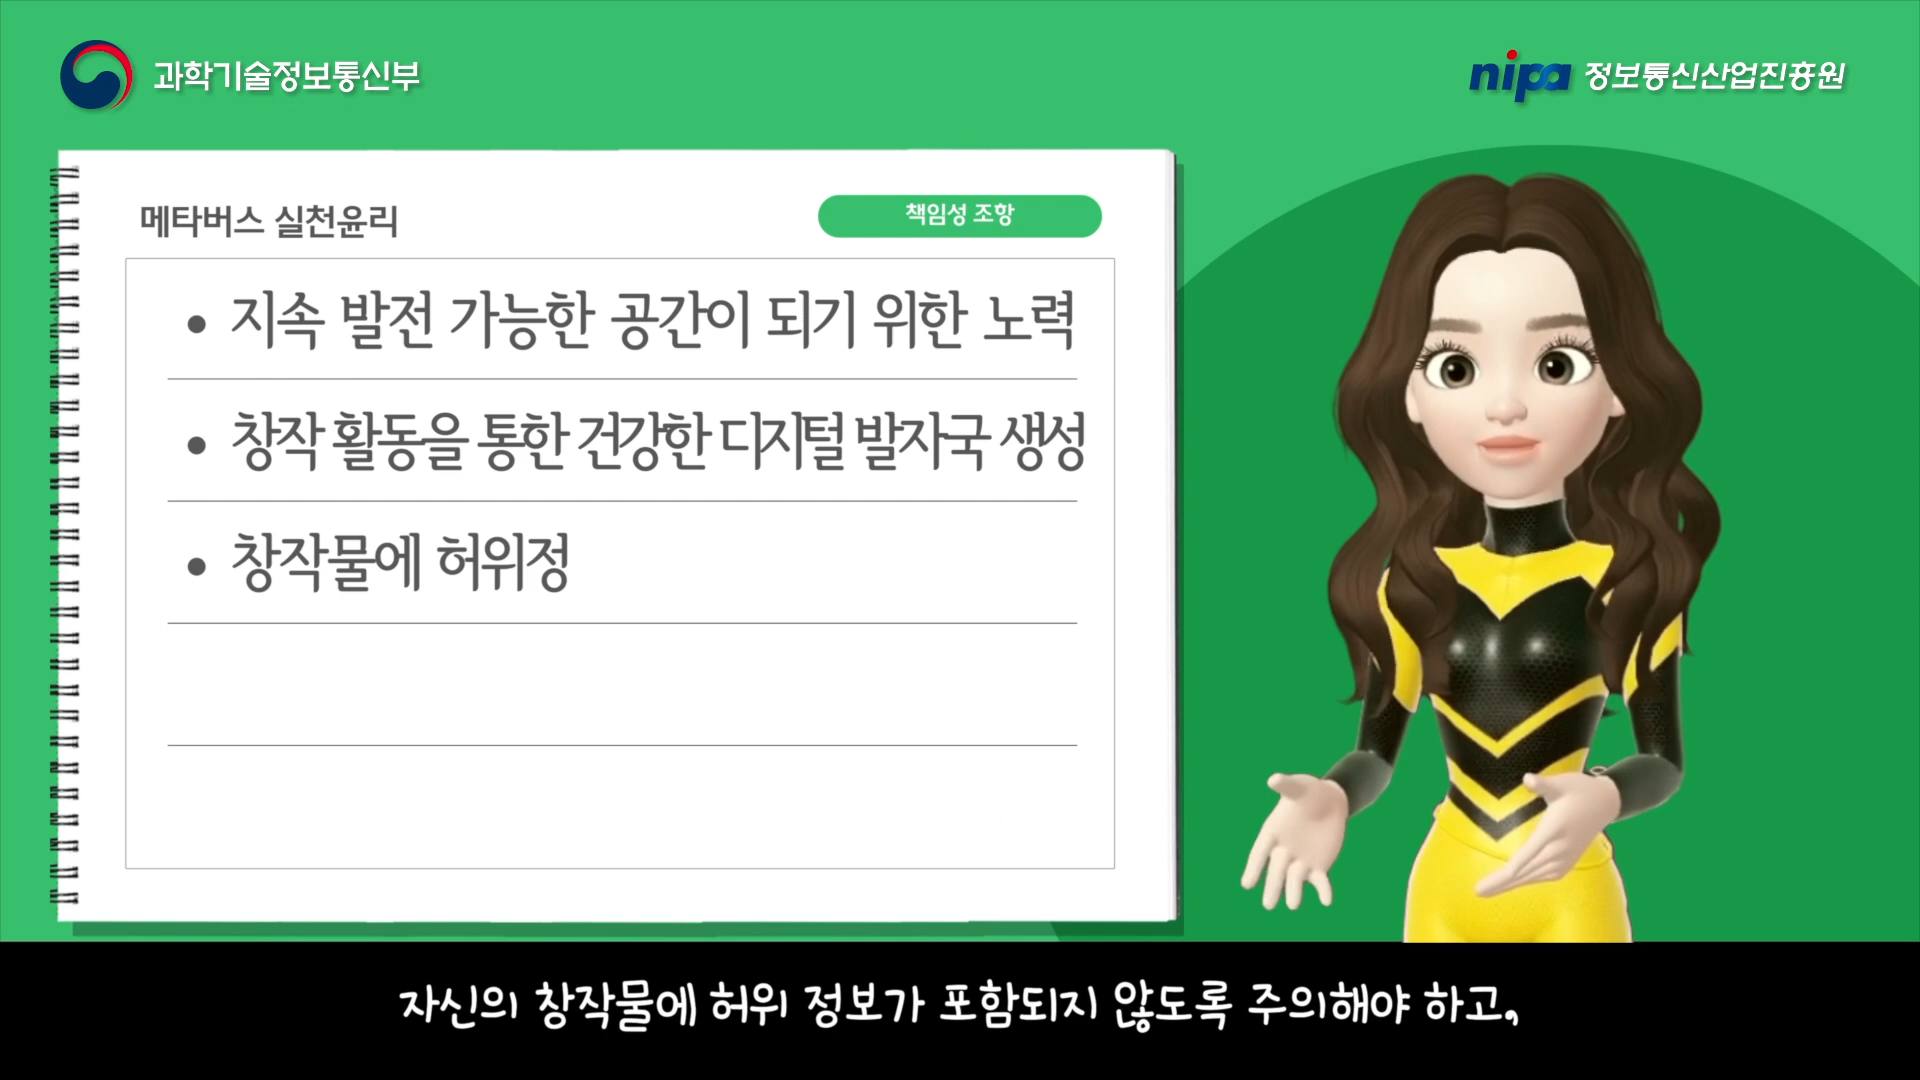 과학기술정보통신부
nipa 정보통신산업진흥원
메타버스 실천윤리
책임성 조항
• 지속 발전 가능한 공간이 되기 위한 노력
• 창작 활동을 통한 건강한 디지털 발자국 생성
• 창작물에 허위정
자신의 창작물에 허위 정보가 포함되지 않도록 주의해야 하고,